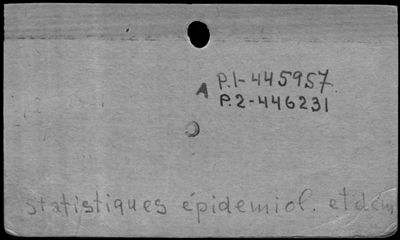 P.1-445957
A
P.2-446231
statistiques épidemiol. et dém